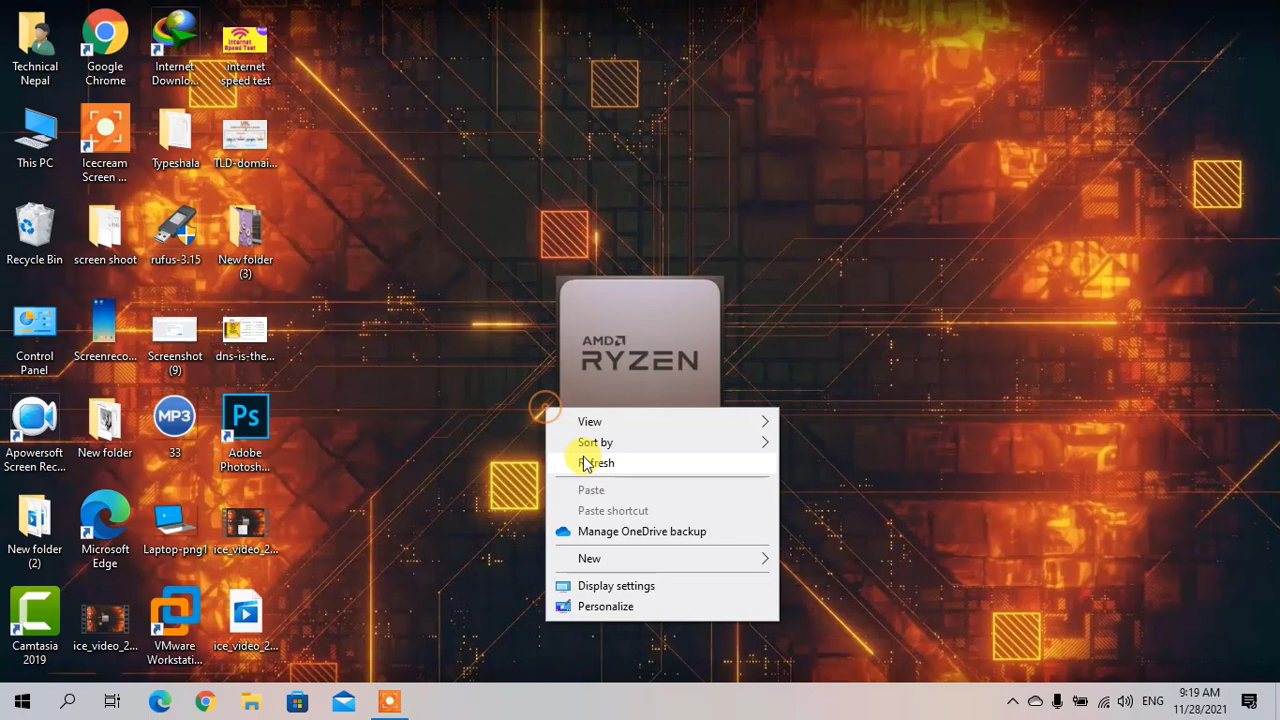 Technical
Nepal
Google
Chrome
Internet
Downlo...
Internet
Speed Test
internet
speed test
This PC
Icecream
Screen ...
Typeshala
TLD-domai...
Recycle Bin
screen shoot
rufus-3.15
New folder
(3)
Control
Panel
Screenreco...
Screenshot
(9)
dns-is-the...
Apowersoft
Screen Rec...
New folder
MP3
33
Ps
Adobe
Photosh...
New folder
(2)
Microsoft
Edge
Laptop-png1
ice_video_2...
Camtasia
2019
ice_video_2...
VMware
Workstati...
ice_video_2...
AMD
RYZEN
View
Sort by
Refresh
Paste
Paste shortcut
Manage OneDrive backup
New
Display settings
Personalize
ENG
9:19 AM
11/28/2021